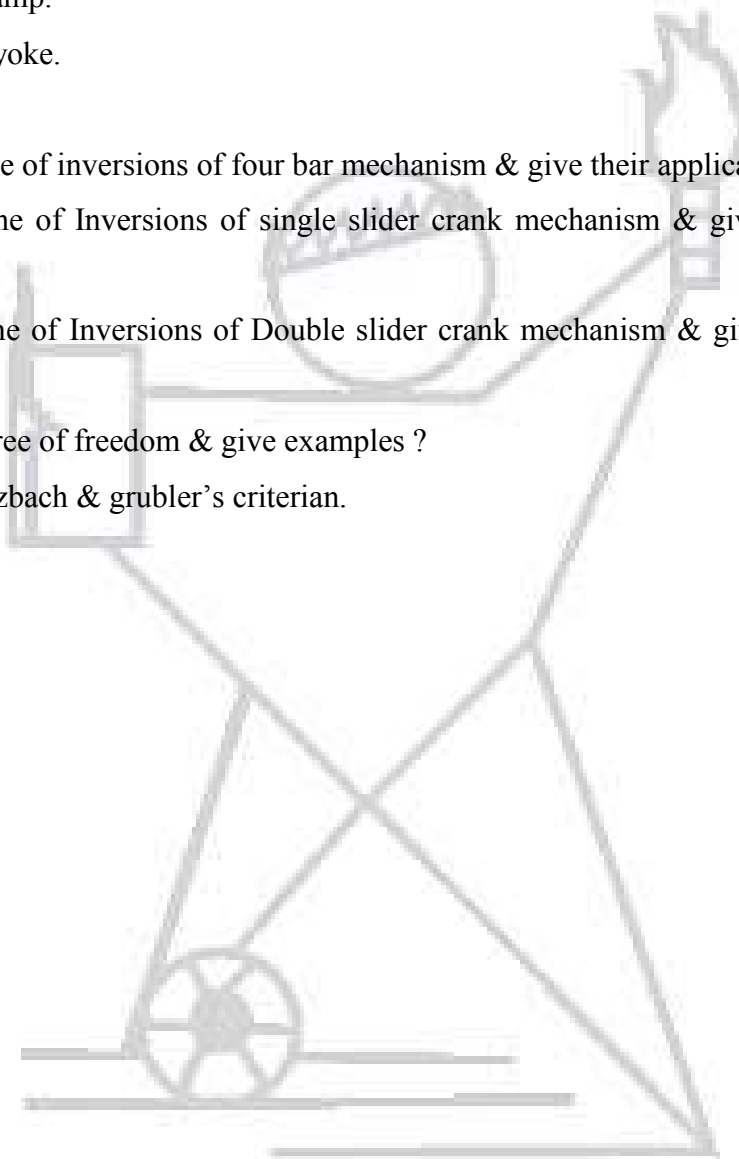 yoke.
e of inversions of four bar mechanism & give their applica
ne of Inversions of single slider crank mechanism & giv
ne of Inversions of Double slider crank mechanism & gi
ree of freedom & give examples ?
zbach & grubler’s criterian.